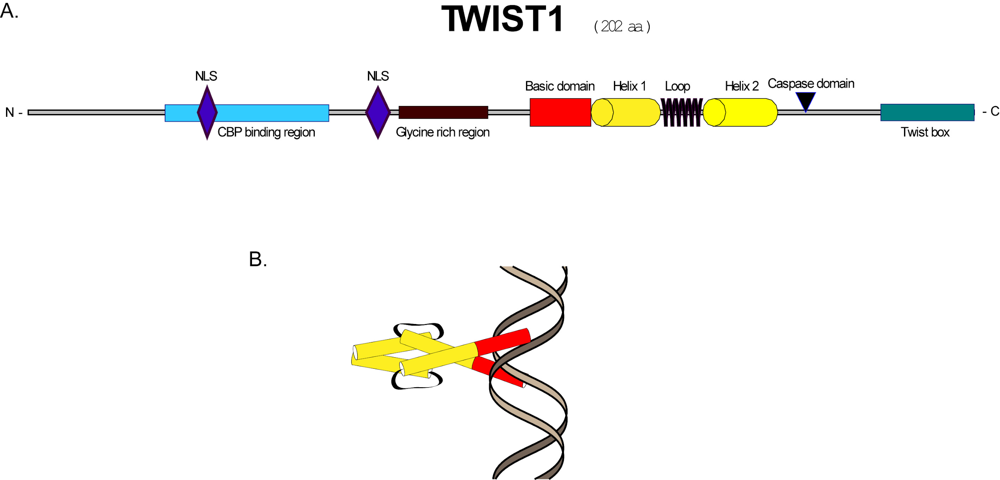 A.
TWIST1 (202 aa)
NLS NLS
Basic domain Helix 1 Loop Helix 2 Caspase domain
N - - C
CBP binding region Glycine rich region Twist box
B.